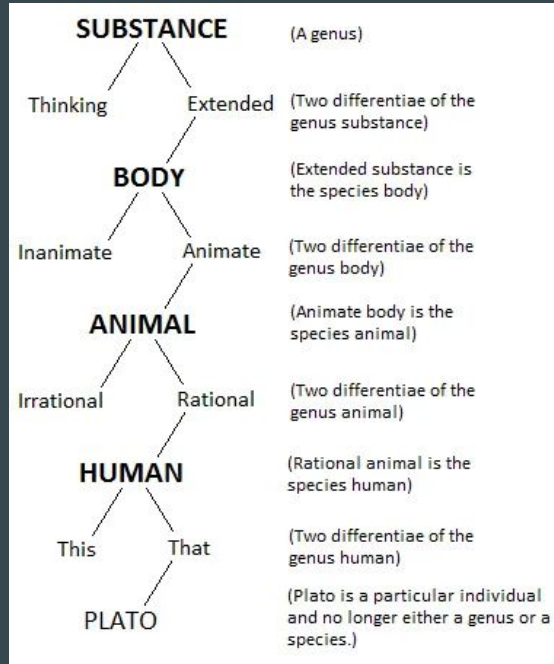 SUBSTANCE (A genus)
Thinking Extended (Two differentiae of the
genus substance)
BODY (Extended substance is
the species body)
Inanimate Animate (Two differentiae of the
genus body)
ANIMAL (Animate body is the
species animal)
Irrational Rational (Two differentiae of the
genus animal)
HUMAN (Rational animal is the
species human)
This That (Two differentiae of the
genus human)
PLATO (Plato is a particular individual
and no longer either a genus or a
species.)